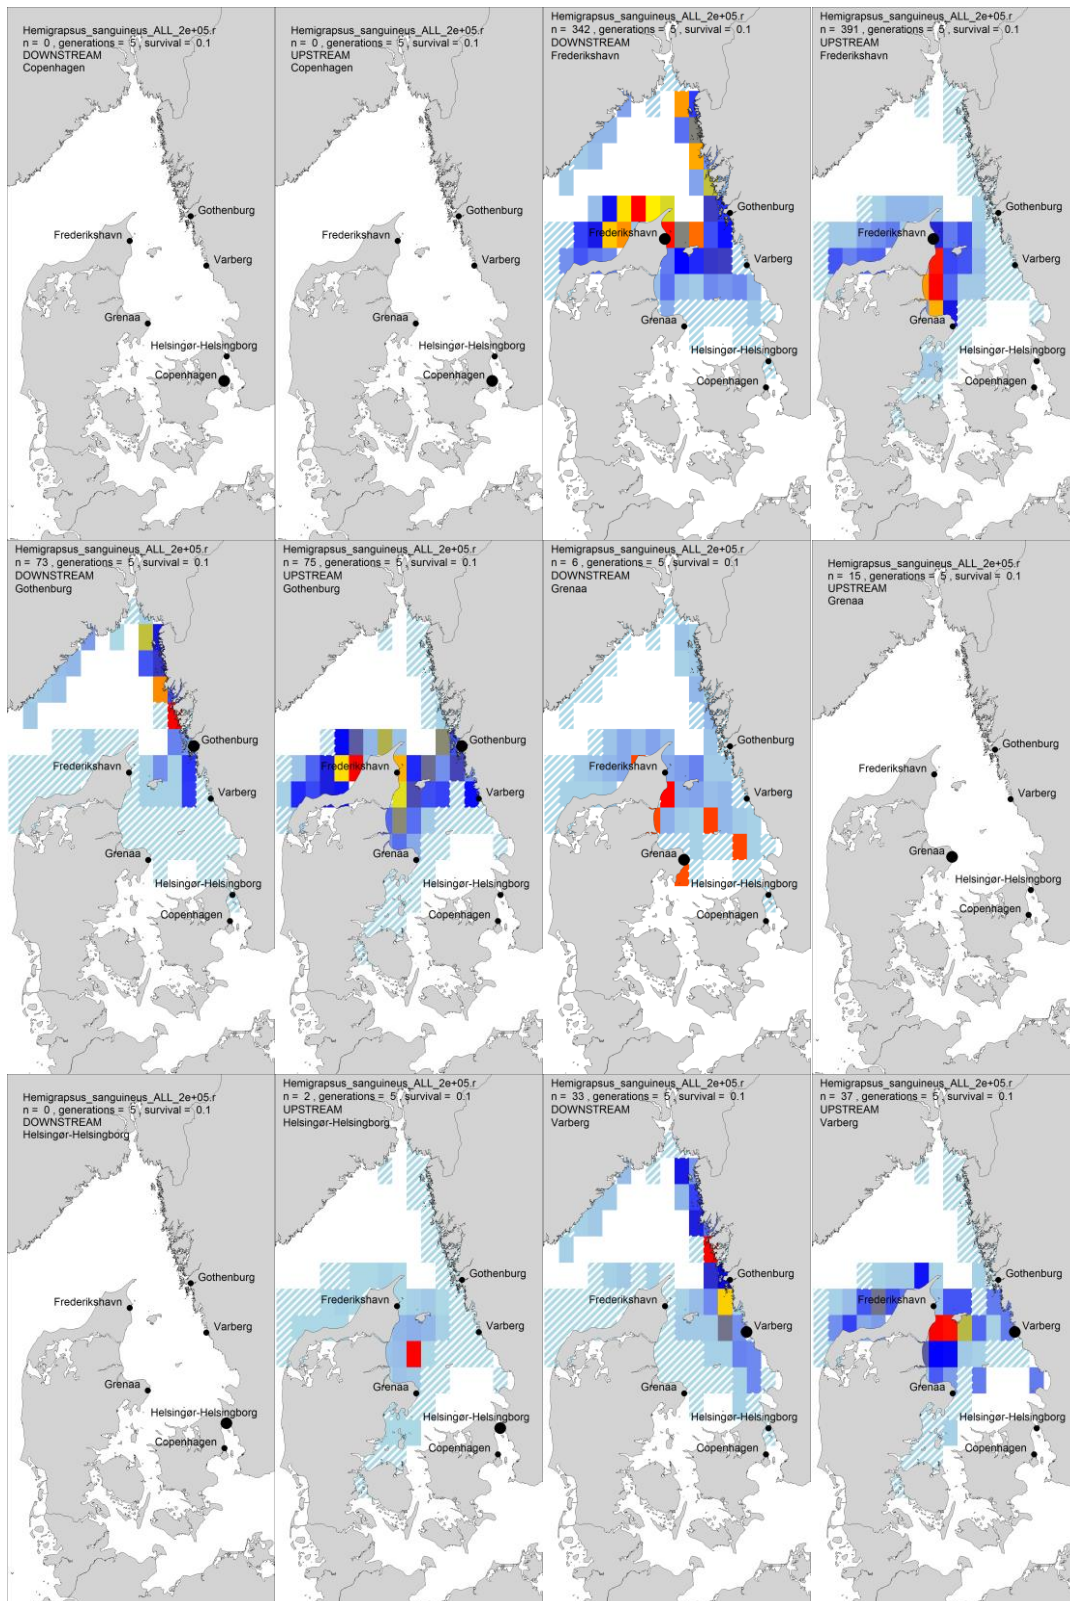 Hemigrapsus_sanguineus_ALL_2e+05.r
n = 0 , generations = 5 , survival = 0.1
DOWNSTREAM
Copenhagen
Gothenburg
Frederikshavn
Varberg
Grenaa
Helsingør-Helsingborg
Copenhagen
Hemigrapsus_sanguineus_ALL_2e+05.r
n = 0 , generations = 5 , survival = 0.1
UPSTREAM
Copenhagen
Gothenburg
Frederikshavn
Varberg
Grenaa
Helsingør-Helsingborg
Copenhagen
Hemigrapsus_sanguineus_ALL_2e+05.r
n = 342 , generations = 5 , survival = 0.1
DOWNSTREAM
Frederikshavn
Gothenburg
Frederikshavn
Varberg
Grenaa
Helsingør-Helsingborg
Copenhagen
Hemigrapsus_sanguineus_ALL_2e+05.r
n = 391 , generations = 5 , survival = 0.1
UPSTREAM
Frederikshavn
Gothenburg
Frederikshavn
Varberg
Grenaa
Helsingør-Helsingborg
Copenhagen
Hemigrapsus_sanguineus_ALL_2e+05.r
n = 73 , generations = 5 , survival = 0.1
DOWNSTREAM
Gothenburg
Gothenburg
Frederikshavn
Varberg
Grenaa
Helsingør-Helsingborg
Copenhagen
Hemigrapsus_sanguineus_ALL_2e+05.r
n = 75 , generations = 5 , survival = 0.1
UPSTREAM
Gothenburg
Gothenburg
Frederikshavn
Varberg
Grenaa
Helsingør-Helsingborg
Copenhagen
Hemigrapsus_sanguineus_ALL_2e+05.r
n = 6 , generations = 5 , survival = 0.1
DOWNSTREAM
Grenaa
Gothenburg
Frederikshavn
Varberg
Grenaa
Helsingør-Helsingborg
Copenhagen
Hemigrapsus_sanguineus_ALL_2e+05.r
n = 15 , generations = 5 , survival = 0.1
UPSTREAM
Grenaa
Gothenburg
Frederikshavn
Varberg
Grenaa
Helsingør-Helsingborg
Copenhagen
Hemigrapsus_sanguineus_ALL_2e+05.r
n = 0 , generations = 5 , survival = 0.1
DOWNSTREAM
Helsingør-Helsingborg
Gothenburg
Frederikshavn
Varberg
Grenaa
Helsingør-Helsingborg
Copenhagen
Hemigrapsus_sanguineus_ALL_2e+05.r
n = 2 , generations = 5 , survival = 0.1
UPSTREAM
Helsingør-Helsingborg
Gothenburg
Frederikshavn
Varberg
Grenaa
Helsingør-Helsingborg
Copenhagen
Hemigrapsus_sanguineus_ALL_2e+05.r
n = 33 , generations = 5 , survival = 0.1
DOWNSTREAM
Varberg
Gothenburg
Frederikshavn
Varberg
Grenaa
Helsingør-Helsingborg
Copenhagen
Hemigrapsus_sanguineus_ALL_2e+05.r
n = 37 , generations = 5 , survival = 0.1
UPSTREAM
Varberg
Gothenburg
Frederikshavn
Varberg
Grenaa
Helsingør-Helsingborg
Copenhagen